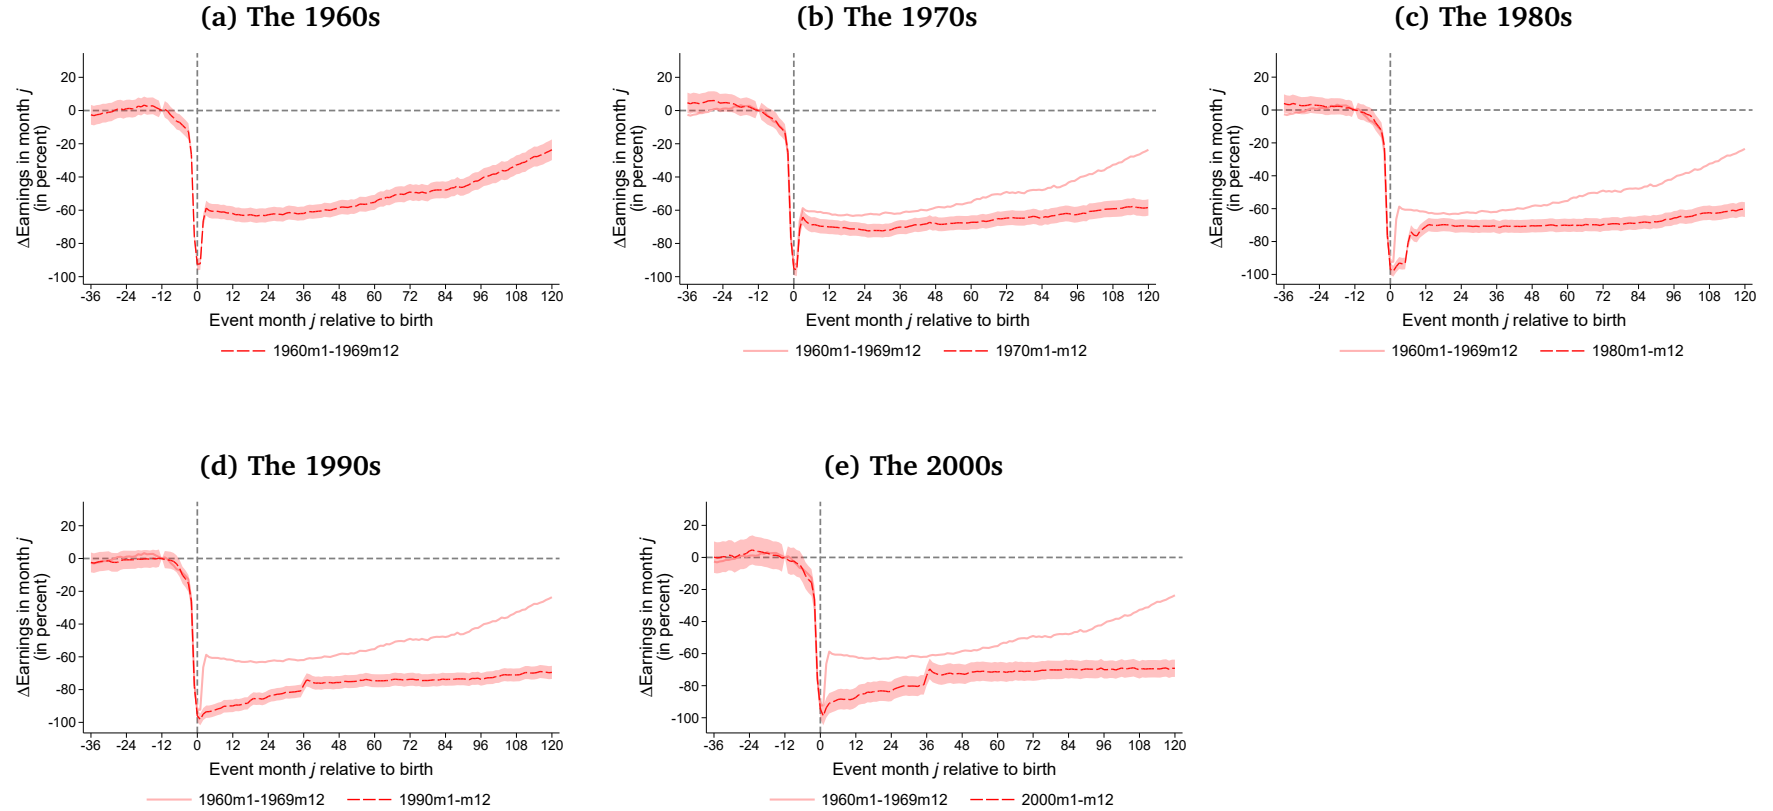 (a) The 1960s
20
0
-20
-40
-60
-80
-100
ΔEarnings in month j
(in percent)
-36 -24 -12 0 12 24 36 48 60 72 84 96 108 120
Event month j relative to birth
1960m1-1969m12
(b) The 1970s
20
0
-20
-40
-60
-80
-100
ΔEarnings in month j
(in percent)
-36 -24 -12 0 12 24 36 48 60 72 84 96 108 120
Event month j relative to birth
1960m1-1969m12 1970m1-m12
(c) The 1980s
20
0
-20
-40
-60
-80
-100
ΔEarnings in month j
(in percent)
-36 -24 -12 0 12 24 36 48 60 72 84 96 108 120
Event month j relative to birth
1960m1-1969m12 1980m1-m12
(d) The 1990s
20
0
-20
-40
-60
-80
-100
ΔEarnings in month j
(in percent)
-36 -24 -12 0 12 24 36 48 60 72 84 96 108 120
Event month j relative to birth
1960m1-1969m12 1990m1-m12
(e) The 2000s
20
0
-20
-40
-60
-80
-100
ΔEarnings in month j
(in percent)
-36 -24 -12 0 12 24 36 48 60 72 84 96 108 120
Event month j relative to birth
1960m1-1969m12 2000m1-m12